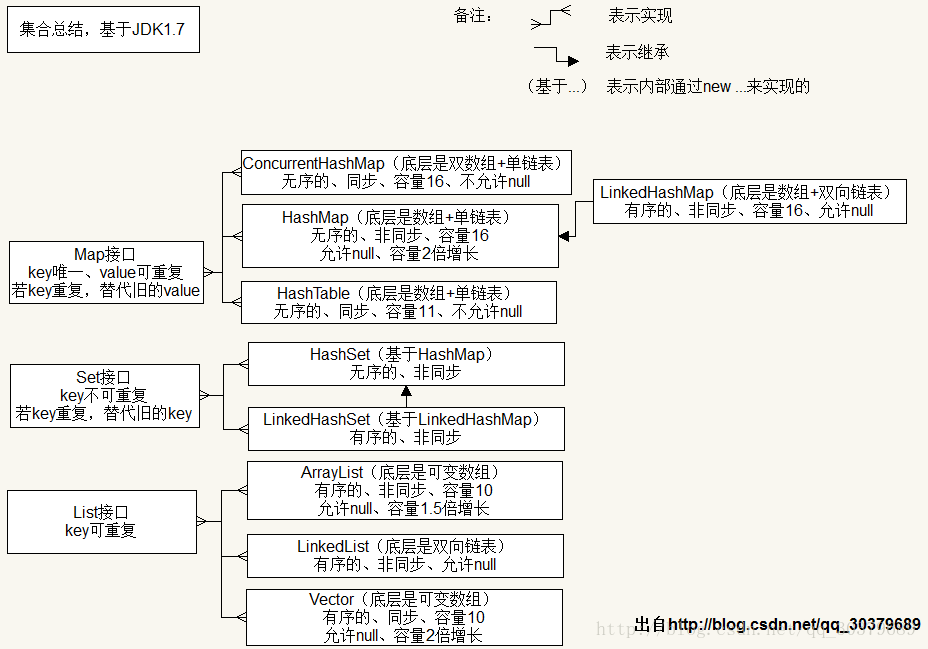 集合总结，基于JDK1.7
备注：
表示实现
表示继承
（基于...） 表示内部通过new ...来实现的
ConcurrentHashMap（底层是双数组+单链表）
无序的、同步、容量16、不允许null
LinkedHashMap（底层是数组+双向链表）
有序的、非同步、容量16、允许null
HashMap（底层是数组+单链表）
无序的、非同步、容量16
允许null、容量2倍增长
Map接口
key唯一、value可重复
若key重复，替代旧的value
HashTable（底层是数组+单链表）
无序的、同步、容量11、不允许null
HashSet（基于HashMap）
无序的、非同步
Set接口
key不可重复
若key重复，替代旧的key
LinkedHashSet（基于LinkedHashMap）
有序的、非同步
ArrayList（底层是可变数组）
有序的、非同步、容量10
允许null、容量1.5倍增长
List接口
key可重复
LinkedList（底层是双向链表）
有序的、非同步、允许null
Vector（底层是可变数组）
有序的、同步、容量10
允许null、容量2倍增长
出自http://blog.csdn.net/qq_30379689
http://blog.csdn.net/qq_30379689